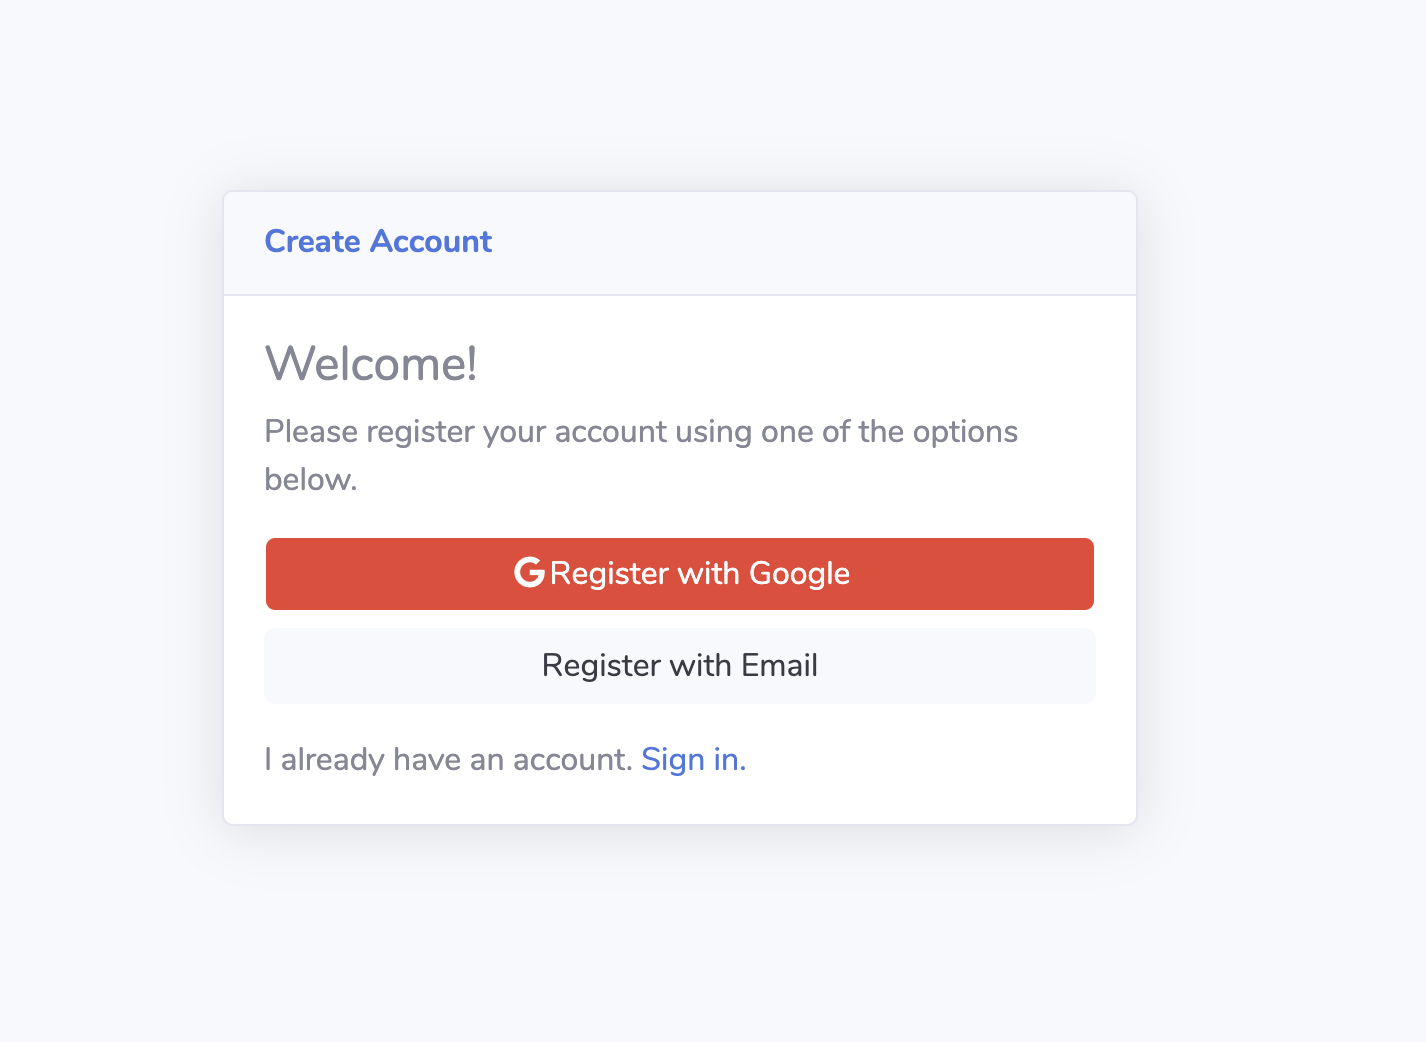 Create Account
Welcome!
Please register your account using one of the options
below.
Register with Google
Register with Email
I already have an account. Sign in.